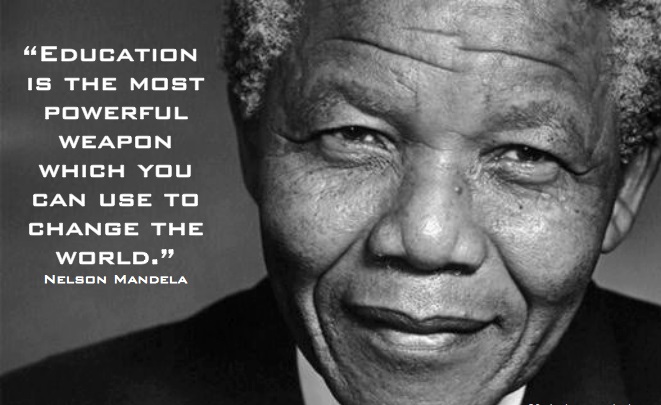 “Education
is the most
powerful
weapon
which you
can use to
change the
world.”
Nelson Mandela